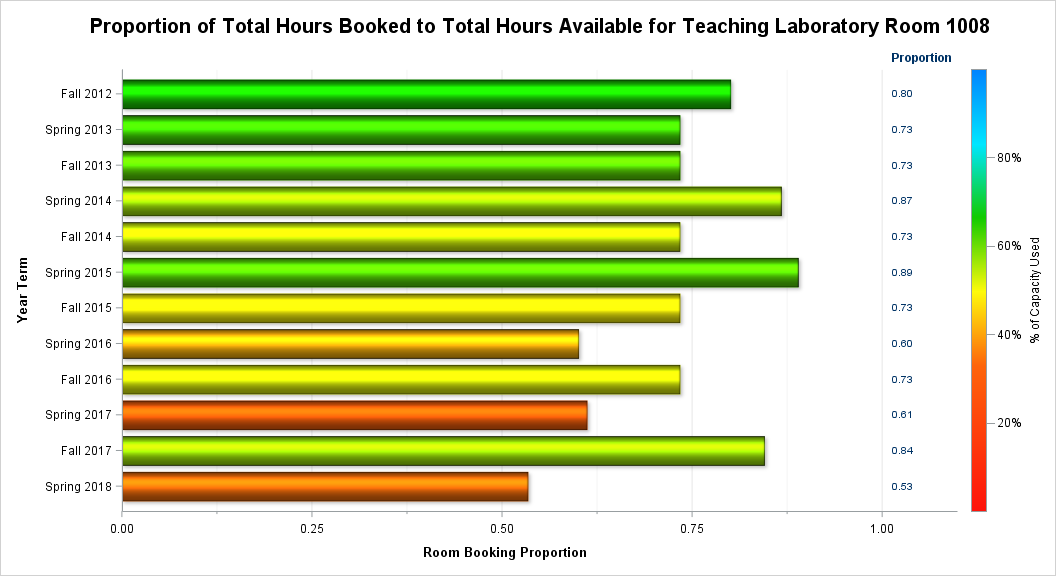 Proportion of Total Hours Booked to Total Hours Available for Teaching Laboratory Room 1008
Proportion
Fall 2012 0.80
Spring 2013 0.73
Fall 2013 0.73
Spring 2014 0.87
Fall 2014 0.73
Spring 2015 0.89
Fall 2015 0.73
Spring 2016 0.60
Fall 2016 0.73
Spring 2017 0.61
Fall 2017 0.84
Spring 2018 0.53
Year Term
0.00 0.25 0.50 0.75 1.00
Room Booking Proportion
80%
60%
40%
20%
% of Capacity Used